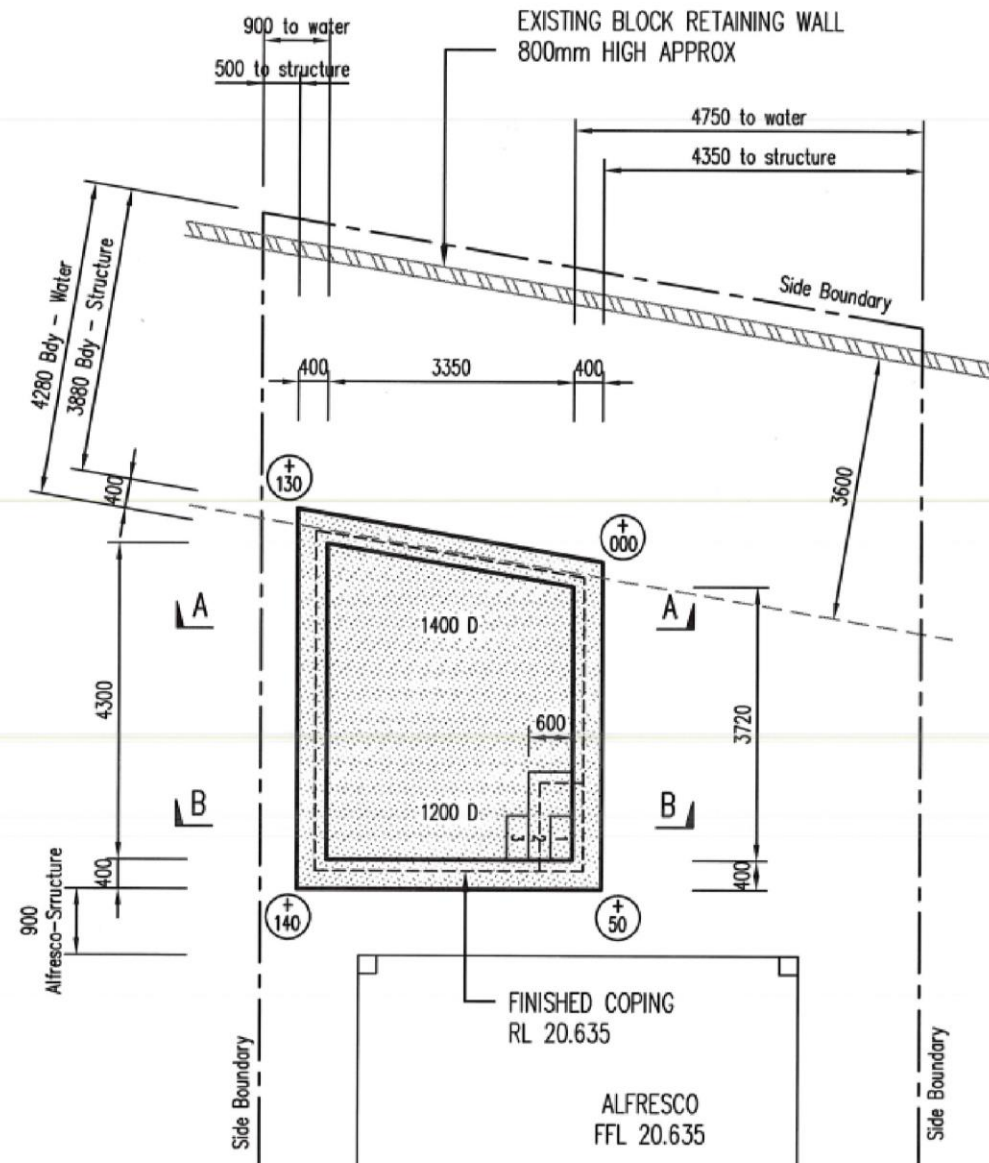 900 to water
500 to structure
EXISTING BLOCK RETAINING WALL
800mm HIGH APPROX
4750 to water
4350 to structure
4280 Bdy - Water
3880 Bdy - Structure
Side Boundary
400
3350
400
3600
400
+
130
+
000
A
A
1400 D
4300
3720
600
B
B
1200 D
3
2
1
400
400
900
Alfresco-Srructure
+
140
+
50
FINISHED COPING
RL 20.635
ALFRESCO
FFL 20.635
Side Boundary
Side Boundary